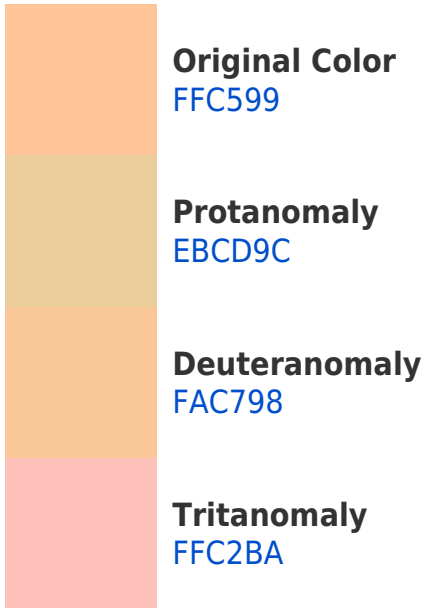 Original Color
FFC599
Protanomaly
EBCD9C
Deuteranomaly
FAC798
Tritanomaly
FFC2BA